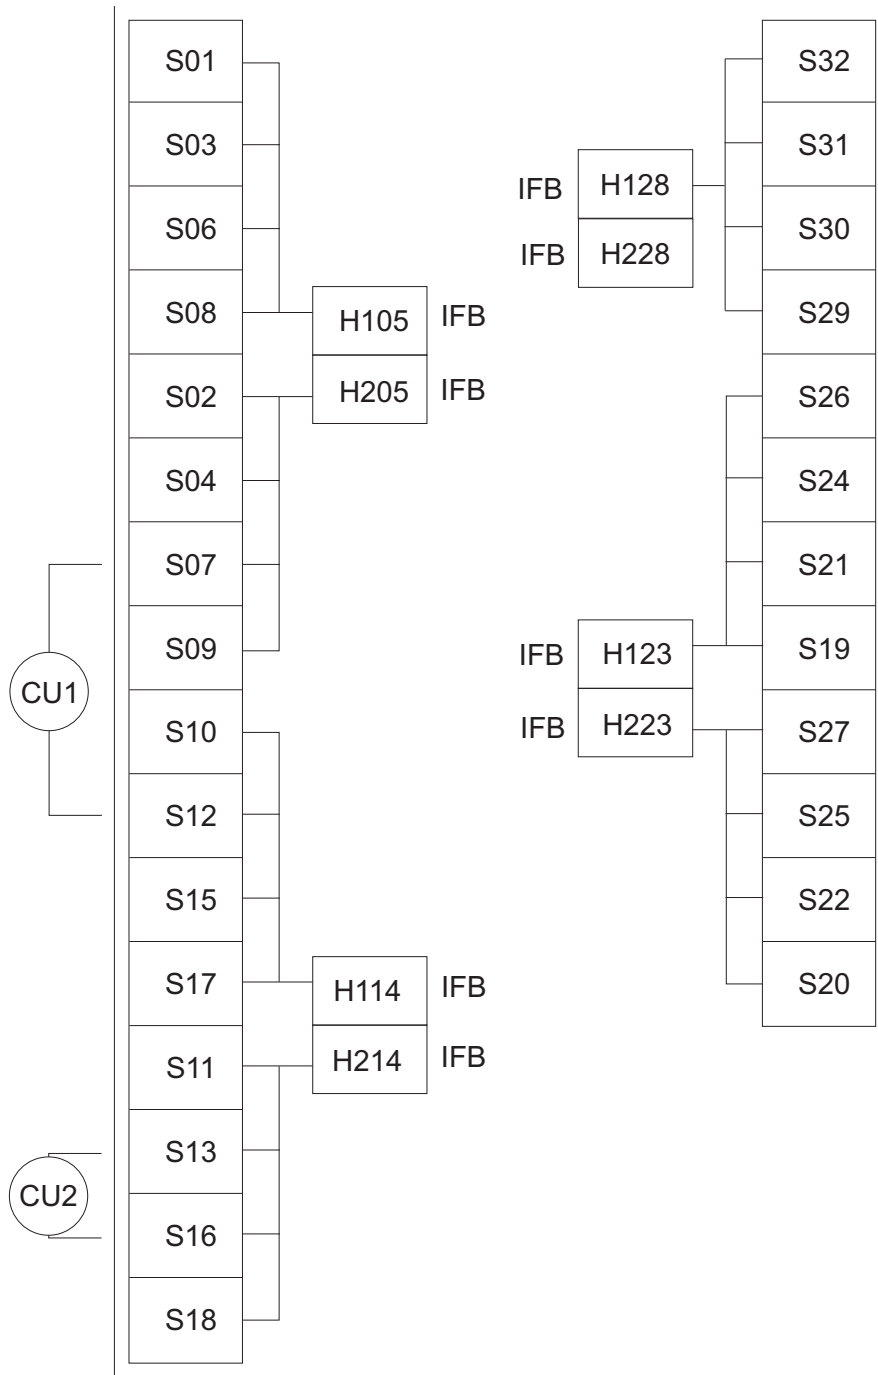 S01
S03
S06
S08
H105 IFB
H205 IFB
S02
S04
S07
S09
CU1
S10
S12
S15
S17
H114 IFB
H214 IFB
S11
S13
CU2
S16
S18
S32
S31
IFB H128
IFB H228
S30
S29
S26
S24
S21
S19
IFB H123
IFB H223
S27
S25
S22
S20